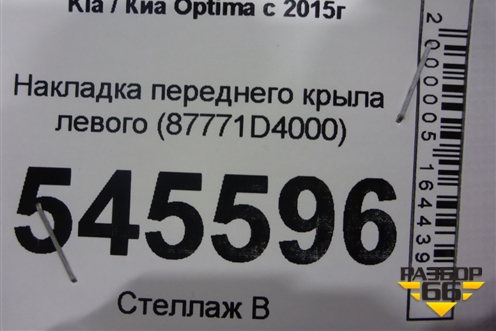 Kia / Киа Optima с 2015г
Накладка переднего крыла
левого (87771D4000)
545596
Стеллаж В
2000005164439
РАЗБОР
66